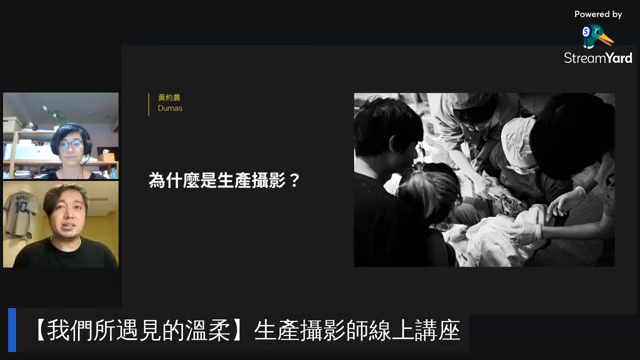 Powered by
StreamYard
黃約農
Dumas
為什麼是生產攝影？
【我們所遇見的溫柔】生產攝影師線上講座